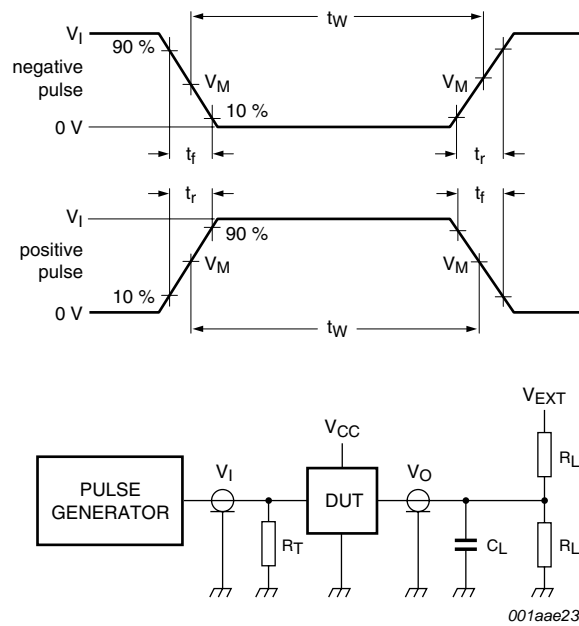 V_I
t_W
90 %
negative
pulse
V_M
V_M
10 %
0 V
t_f
t_r
t_r
t_f
V_I
90 %
positive
pulse
V_M
V_M
10 %
0 V
t_W
V_EXT
V_CC
R_L
V_I
V_O
PULSE
GENERATOR
DUT
R_T
C_L
R_L
001aae23